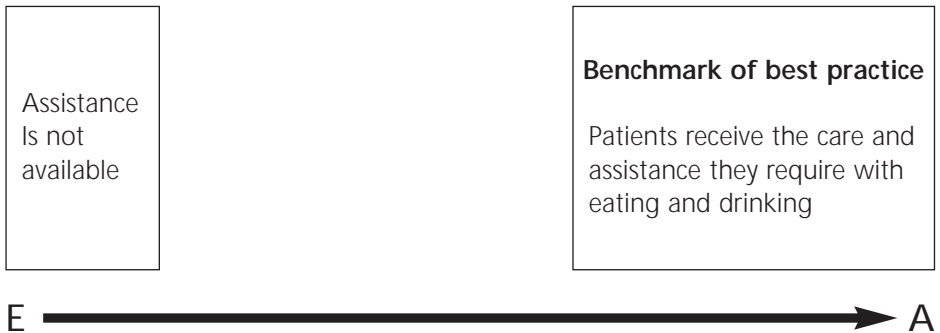 Assistance
Is not
available
Benchmark of best practice
Patients receive the care and
assistance they require with
eating and drinking
E
A